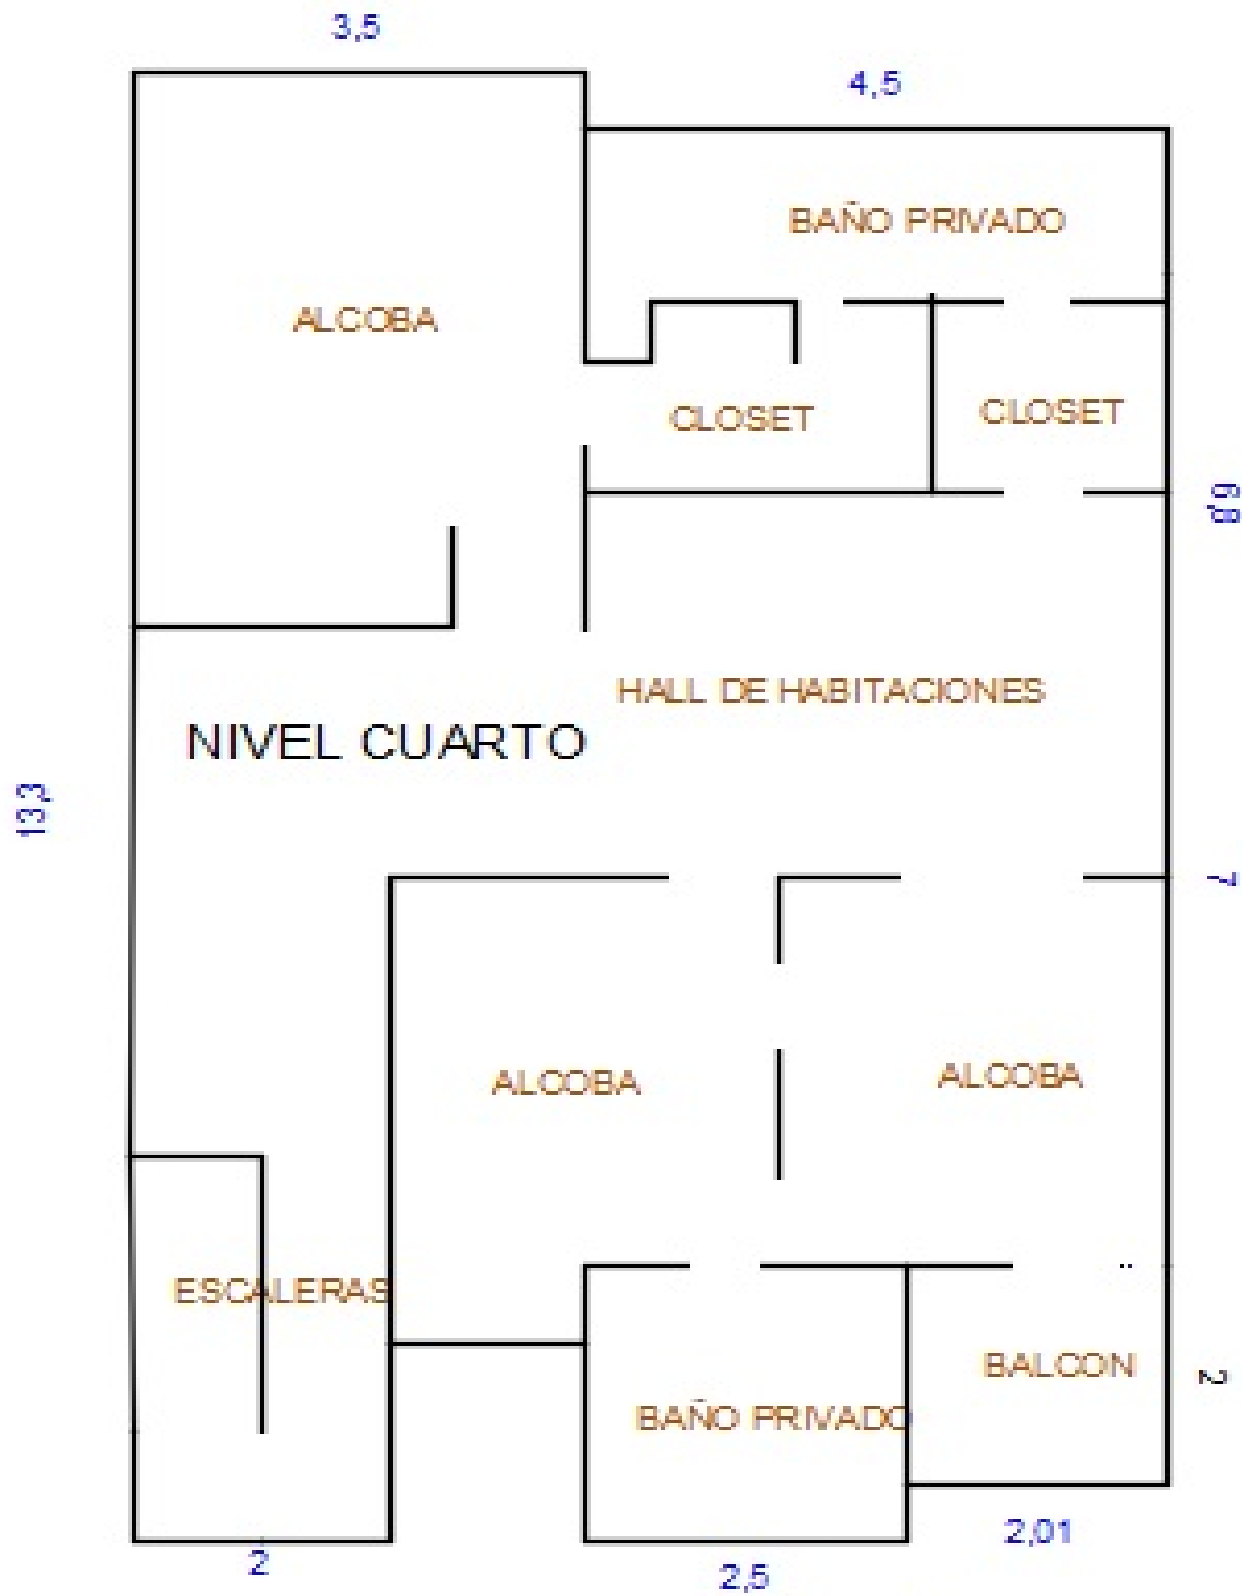 3,5
4,5
BAÑO PRIVADO
ALCOBA
CLOSET
CLOSET
6,8
HALL DE HABITACIONES
NIVEL CUARTO
13,3
7
ALCOBA
ALCOBA
ESCALERAS
BALCON
2
BAÑO PRIVADO
2,01
2
2,5